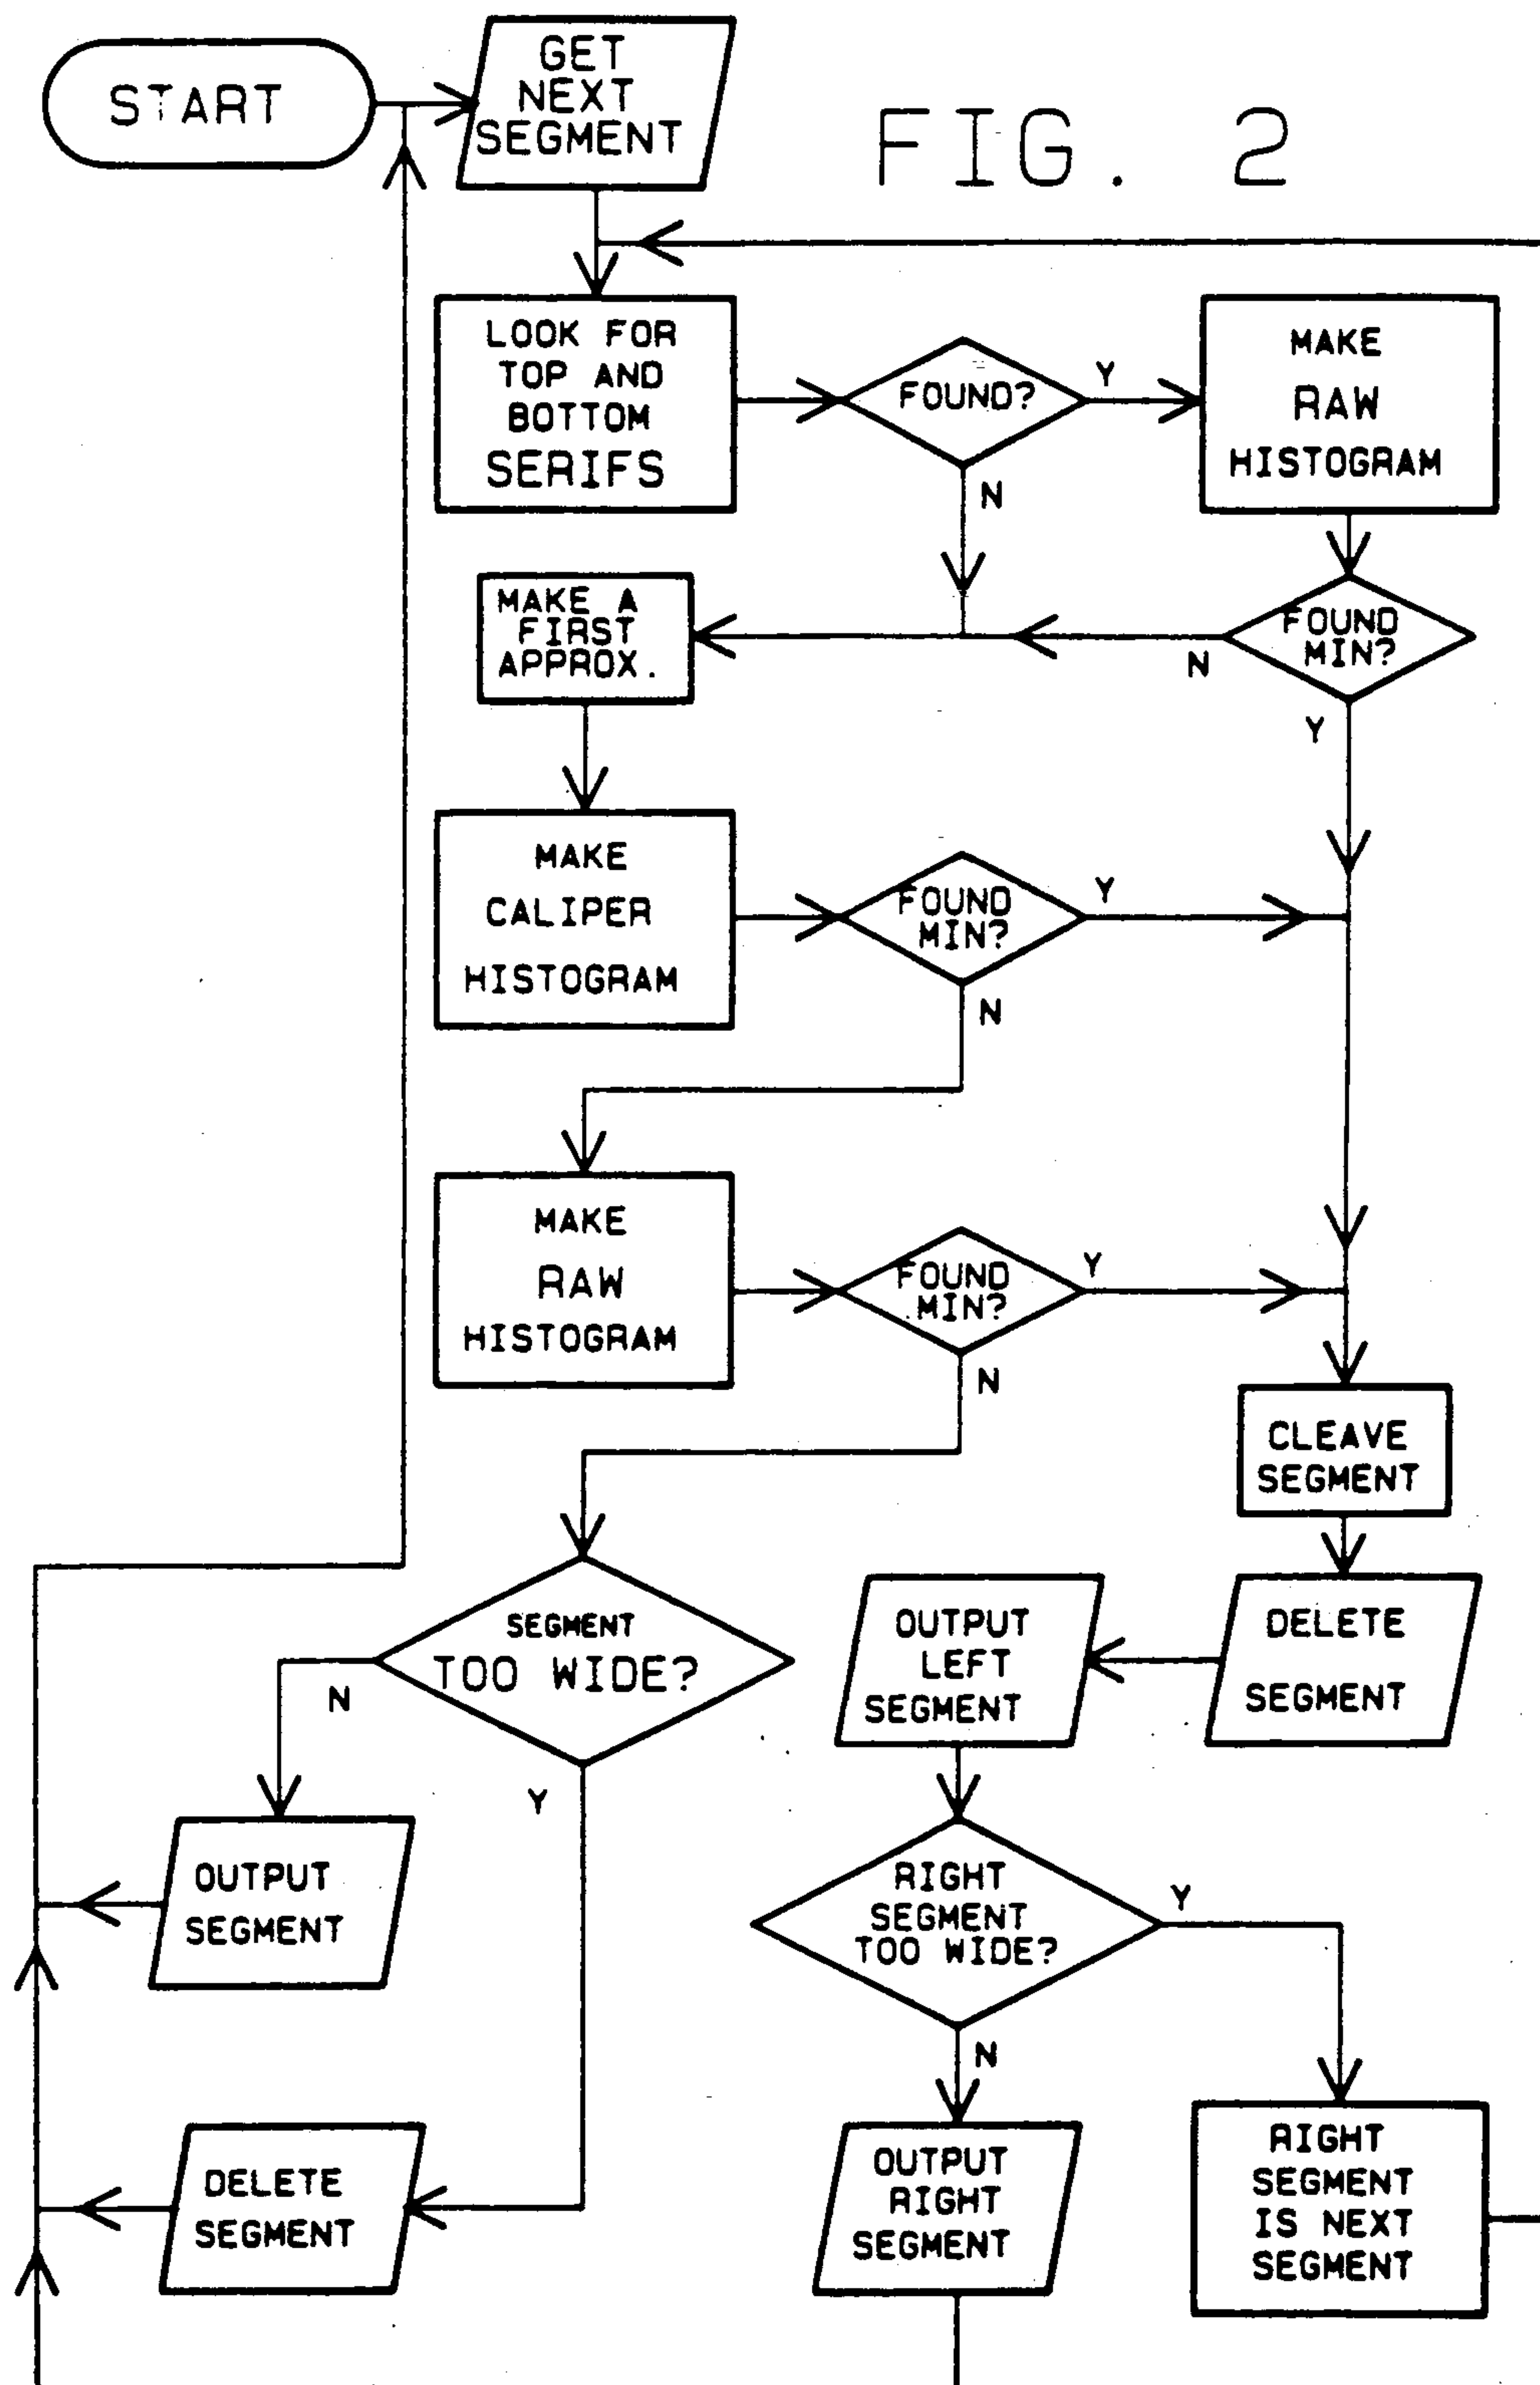 START
GET
NEXT
SEGMENT
FIG. 2
LOOK FOR
TOP AND
BOTTOM
SERIFS
FOUND?
Y
N
MAKE
RAW
HISTOGRAM
MAKE A
FIRST
APPROX.
FOUND
MIN?
N
Y
MAKE
CALIPER
HISTOGRAM
FOUND
MIN?
Y
N
MAKE
RAW
HISTOGRAM
FOUND
MIN?
Y
N
CLEAVE
SEGMENT
SEGMENT
TOO WIDE?
N
Y
OUTPUT
LEFT
SEGMENT
DELETE
SEGMENT
OUTPUT
SEGMENT
RIGHT
SEGMENT
TOO WIDE?
Y
N
DELETE
SEGMENT
OUTPUT
RIGHT
SEGMENT
RIGHT
SEGMENT
IS NEXT
SEGMENT